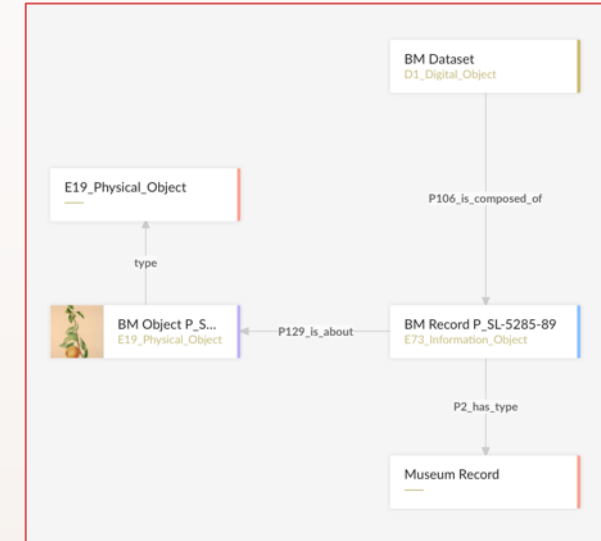 BM Dataset
D1_Digital_Object
P106_is_composed_of
E19_Physical_Object
type
BM Object P_S...
E19_Physical_Object
P129_is_about
BM Record P_SL-5285-89
E73_Information_Object
P2_has_type
Museum Record